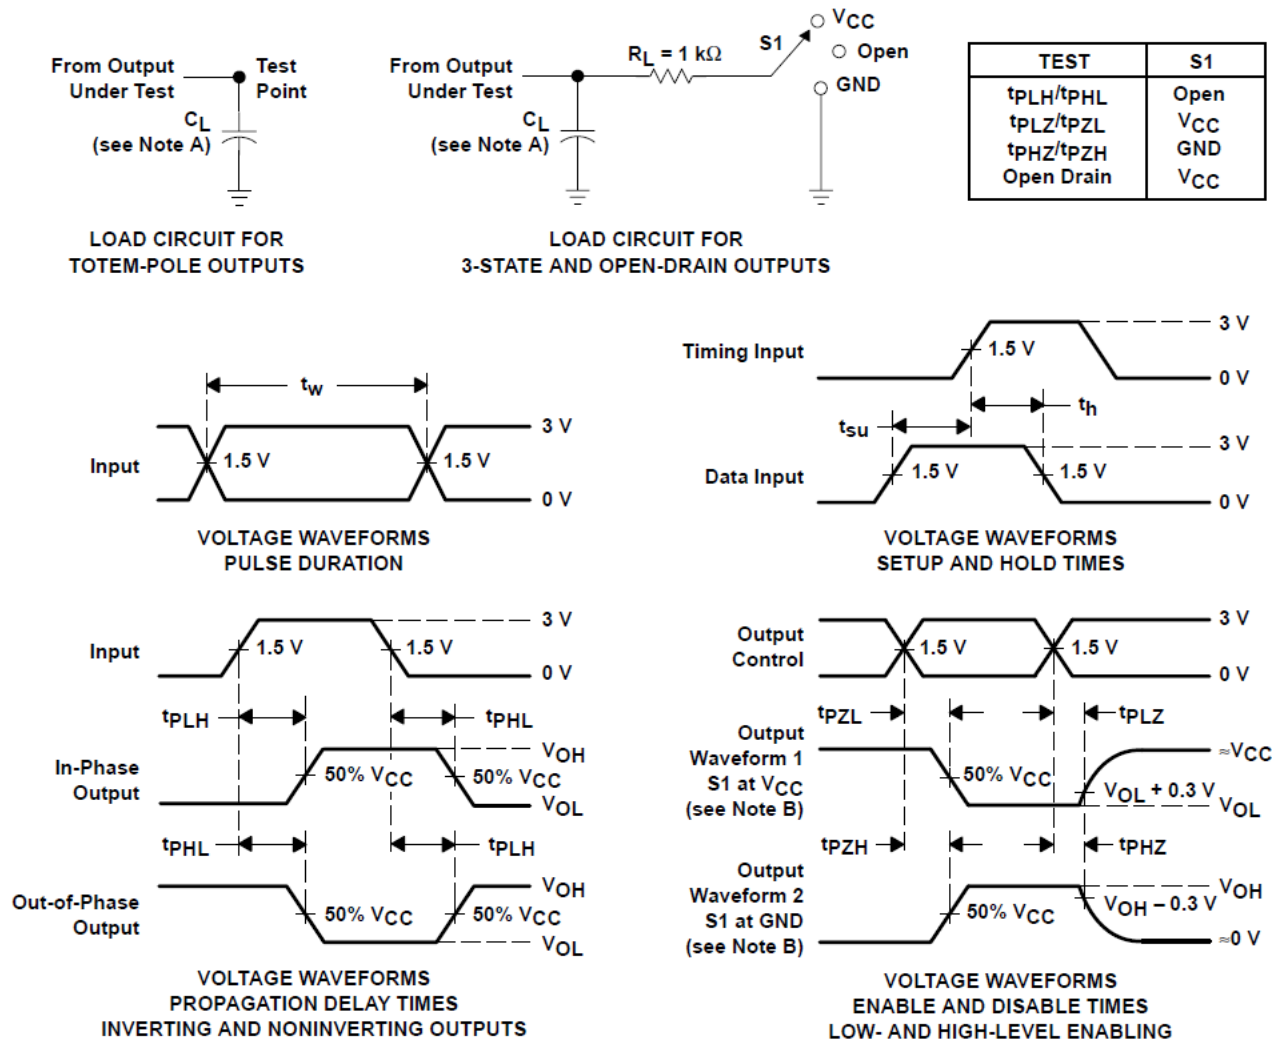 From Output
Under Test
Test
Point
CL
(see Note A)
LOAD CIRCUIT FOR
TOTEM-POLE OUTPUTS
From Output
Under Test
RL = 1 kΩ
S1
VCC
Open
GND
CL
(see Note A)
LOAD CIRCUIT FOR
3-STATE AND OPEN-DRAIN OUTPUTS
TEST S1
tPLH/tPHL Open
tPLZ/tPZL VCC
tPHZ/tPZH GND
Open Drain VCC
tw
Input
1.5 V
1.5 V
3 V
0 V
VOLTAGE WAVEFORMS
PULSE DURATION
Timing Input
1.5 V
3 V
0 V
tsu
th
Data Input
1.5 V
1.5 V
3 V
0 V
VOLTAGE WAVEFORMS
SETUP AND HOLD TIMES
Input
1.5 V
1.5 V
3 V
0 V
tPLH
tPHL
In-Phase
Output
50% VCC
50% VCC
VOH
VOL
tPHL
tPLH
Out-of-Phase
Output
50% VCC
50% VCC
VOH
VOL
VOLTAGE WAVEFORMS
PROPAGATION DELAY TIMES
INVERTING AND NONINVERTING OUTPUTS
Output
Control
1.5 V
1.5 V
3 V
0 V
tPZL
tPLZ
Output
Waveform 1
S1 at VCC
(see Note B)
50% VCC
VOL + 0.3 V
≈VCC
VOL
tPZH
tPHZ
Output
Waveform 2
S1 at GND
(see Note B)
50% VCC
VOH − 0.3 V
VOH
≈0 V
VOLTAGE WAVEFORMS
ENABLE AND DISABLE TIMES
LOW- AND HIGH-LEVEL ENABLING